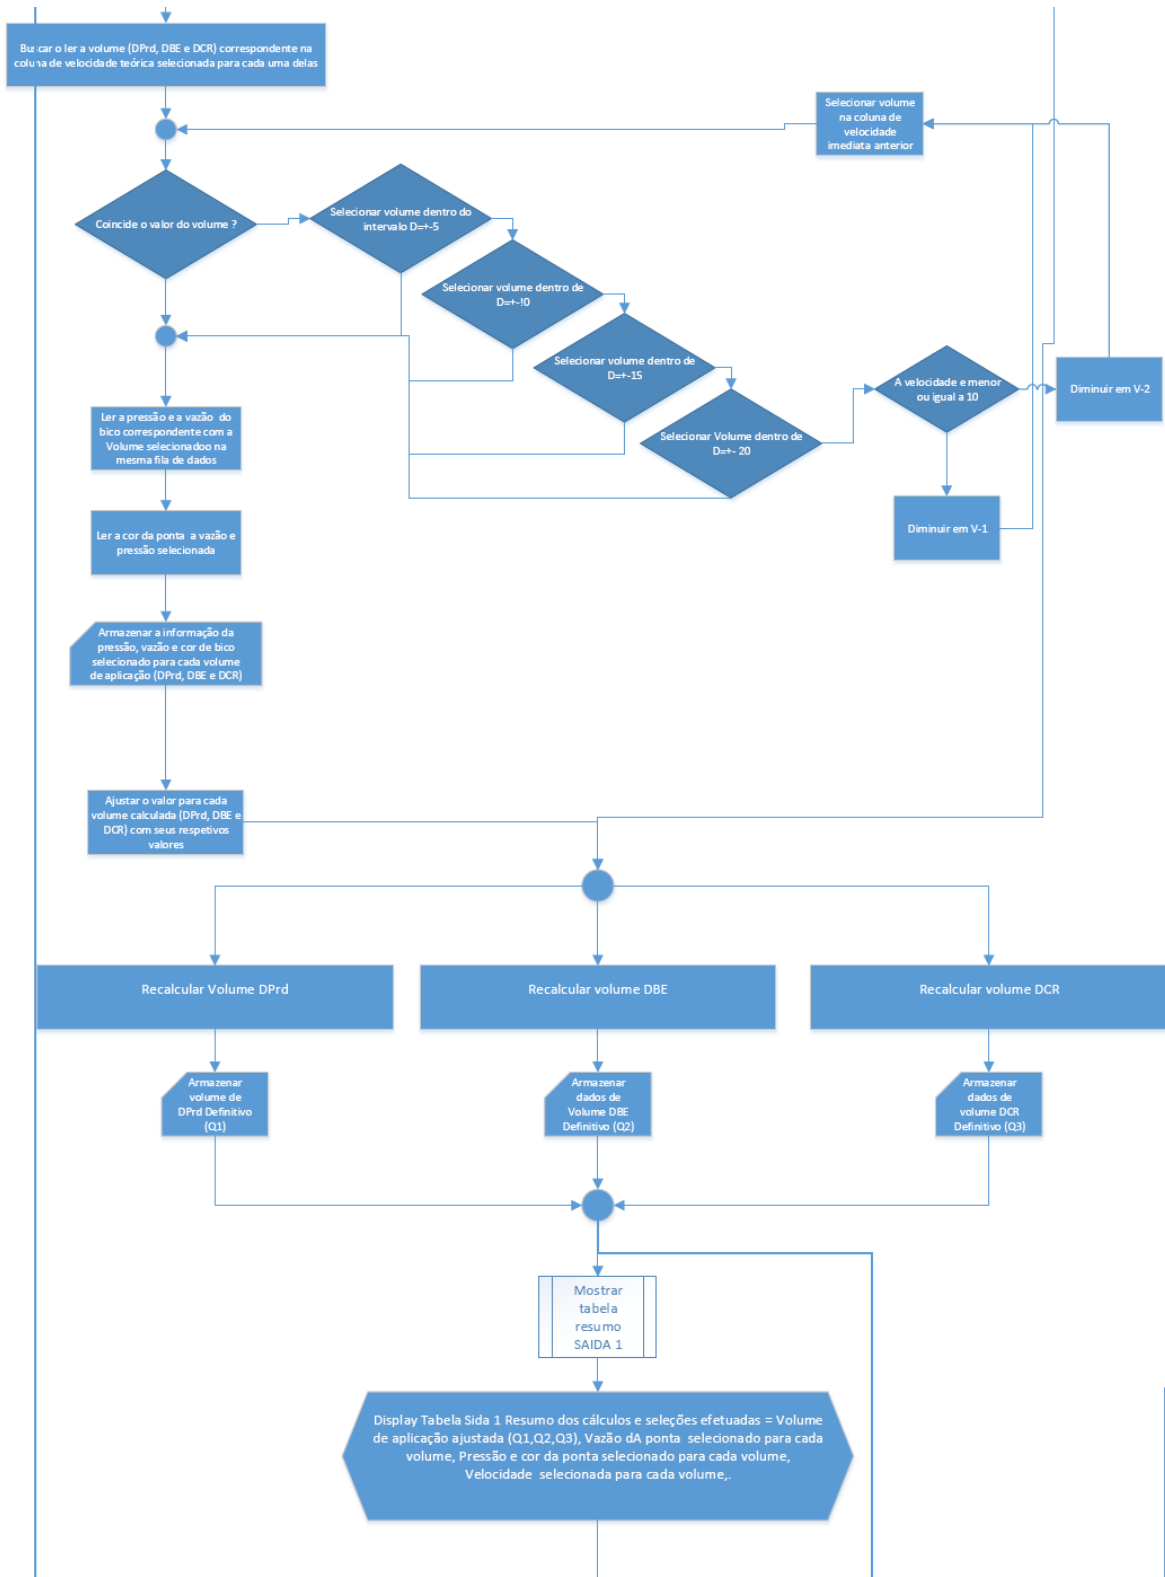 Buscar o ler a volume (DPrd, DBE e DCR) correspondente na
coluna de velocidade teórica selecionada para cada uma delas
Selecionar volume
na coluna de
velocidade
imediata anterior
Coincide o valor do volume ?
Selecionar volume dentro do
intervalo D=+-5
Selecionar volume dentro de
D=+-!0
Selecionar volume dentro de
D=+-15
Selecionar Volume dentro de
D=+- 20
A velocidade e menor
ou igual a 10
Diminuir em V-2
Diminuir em V-1
Ler a pressão e a vazão do
bico correspondente com a
Volume selecionadoo na
mesma fila de dados
Ler a cor da ponta a vazão e
pressão selecionada
Armazenar a informação da
pressão, vazão e cor de bico
selecionado para cada volume
de aplicação (DPrd, DBE e DCR)
Ajustar o valor para cada
volume calculada (DPrd, DBE e
DCR) com seus respetivos
valores
Recalcular Volume DPrd
Recalcular volume DBE
Recalcular volume DCR
Armazenar
volume de
DPrd Definitivo
(Q1)
Armazenar
dados de
Volume DBE
Definitivo (Q2)
Armazenar
dados de
volume DCR
Definitivo (Q3)
Mostrar
tabela
resumo
SAIDA 1
Display Tabela Sida 1 Resumo dos cálculos e seleções efetuadas = Volume
de aplicação ajustada (Q1,Q2,Q3), Vazão dA ponta selecionado para cada
volume, Pressão e cor da ponta selecionado para cada volume,
Velocidade selecionada para cada volume,.